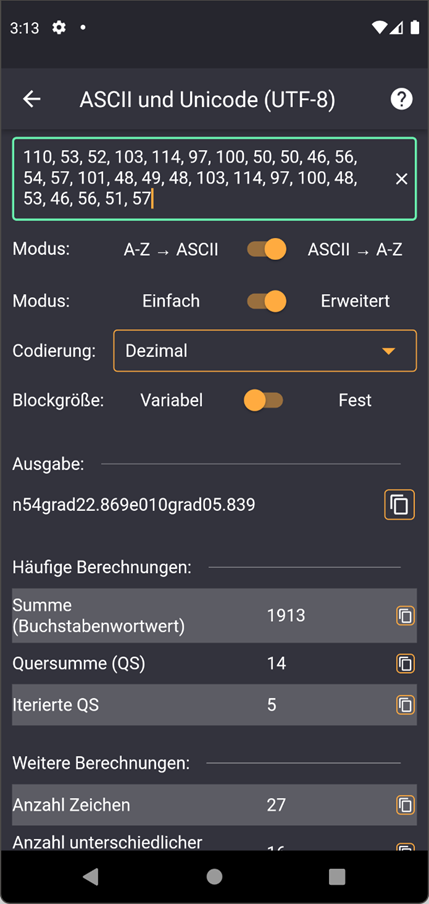 3:13
ASCII und Unicode (UTF-8)
110, 53, 52, 103, 114, 97, 100, 50, 50, 46, 56,
54, 57, 101, 48, 49, 48, 103, 114, 97, 100, 48,
53, 46, 56, 51, 57
Modus: A-Z → ASCII ASCII → A-Z
Modus: Einfach Erweitert
Codierung: Dezimal
Blockgröße: Variabel Fest
Ausgabe:
n54grad22.869e010grad05.839
Häufige Berechnungen:
Summe
(Buchstabenwortwert) 1913
Quersumme (QS) 14
Iterierte QS 5
Weitere Berechnungen:
Anzahl Zeichen 27
Anzahl unterschiedlicher